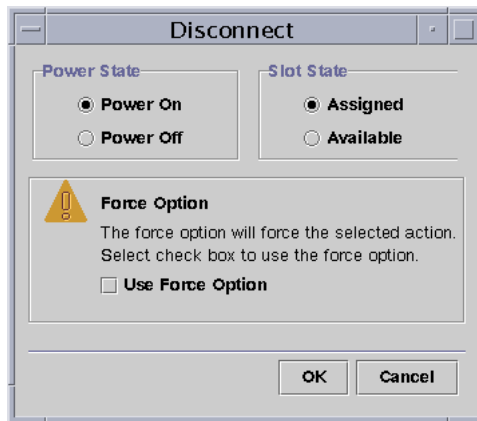 Disconnect
Power State
Slot State
Power On
Assigned
Power Off
Available
Force Option
The force option will force the selected action.
Select check box to use the force option.
Use Force Option
OK
Cancel